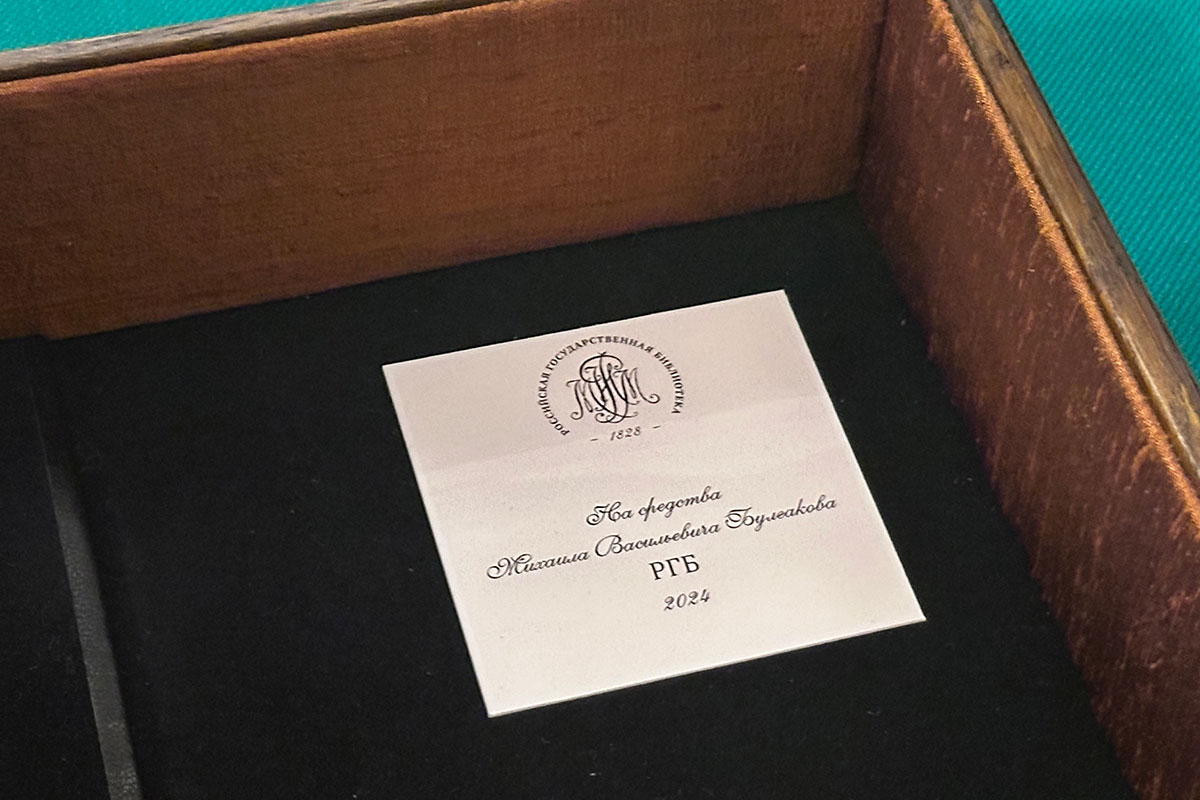 РОССИЙСКАЯ ГОСУДАРСТВЕННАЯ БИБЛИОТЕКА
– 1828 –
На средства
Михаила Васильевича Булгакова
РГБ
2024